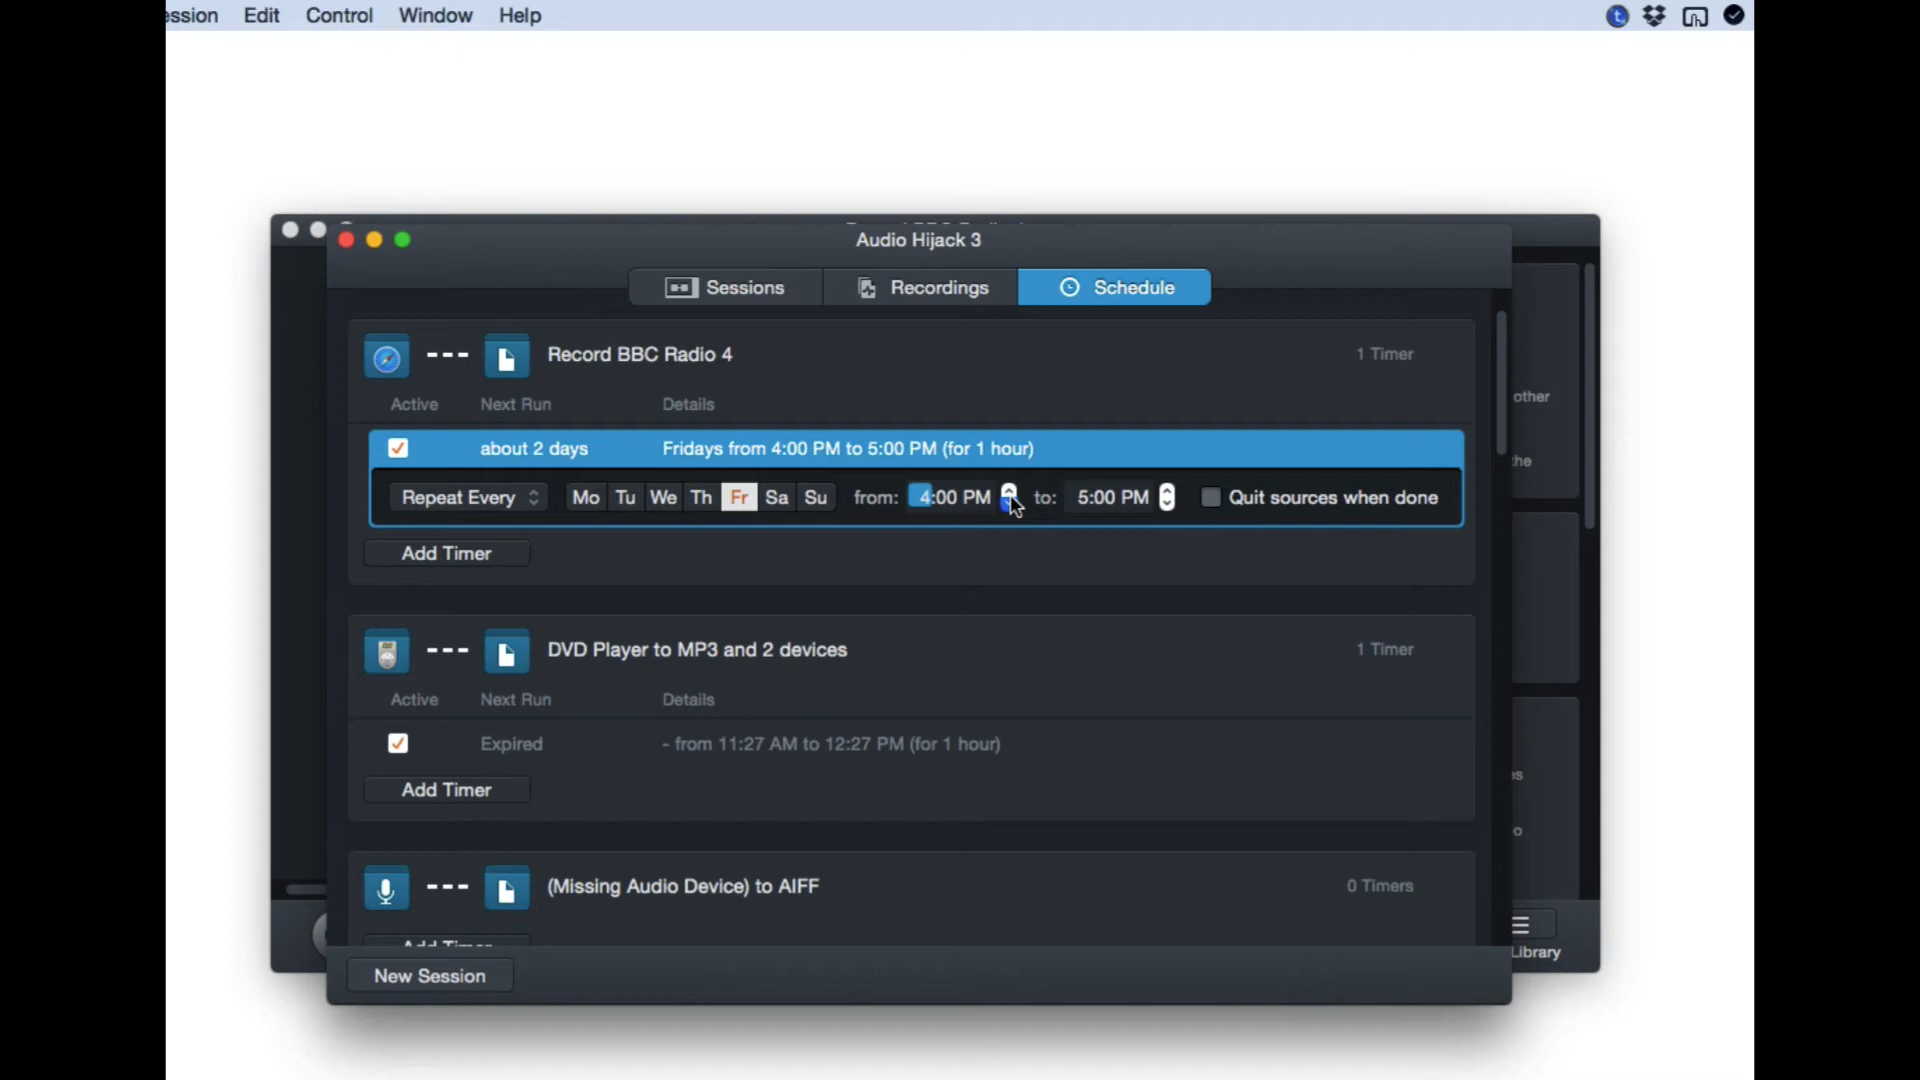 ession Edit Control Window Help
Audio Hijack 3
Sessions Recordings Schedule
Record BBC Radio 4 1 Timer
other
Active Next Run Details
about 2 days Fridays from 4:00 PM to 5:00 PM (for 1 hour)
the
Repeat Every Mo Tu We Th Fr Sa Su from: 4:00 PM to: 5:00 PM Quit sources when done
Add Timer
DVD Player to MP3 and 2 devices 1 Timer
Active Next Run Details
Expired - from 11:27 AM to 12:27 PM (for 1 hour)
Add Timer
(Missing Audio Device) to AIFF 0 Timers
Add Timer
Library
New Session